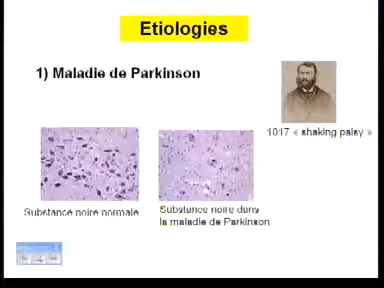 Etiologies
1) Maladie de Parkinson
1817 « shaking palsy »
Substance noire normale
Substance noire dans
la maladie de Parkinson